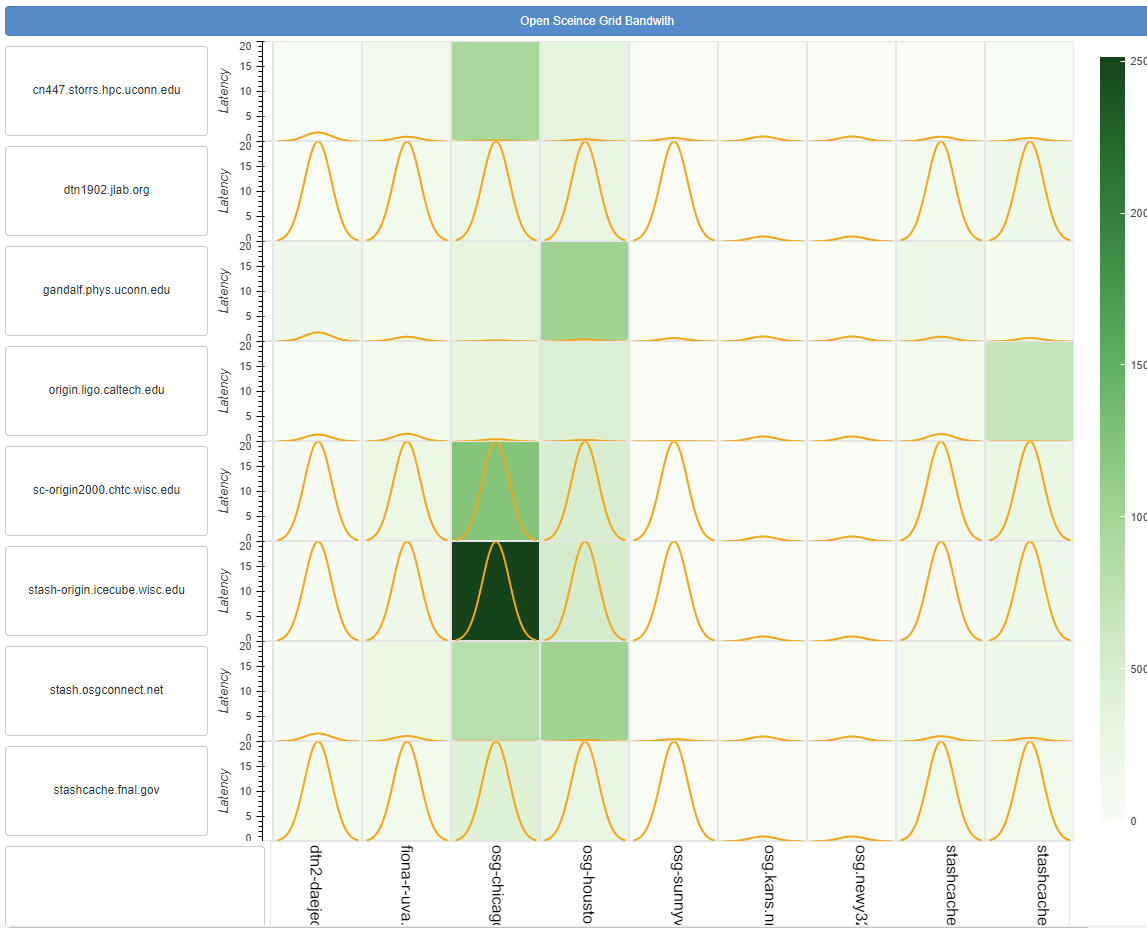 Open Sceince Grid Bandwith
cn447.storrs.hpc.uconn.edu
Latency
20
15
10
5
0
dtn1902.jlab.org
Latency
20
15
10
5
0
gandalf.phys.uconn.edu
Latency
20
15
10
5
0
origin.ligo.caltech.edu
Latency
20
15
10
5
0
sc-origin2000.chtc.wisc.edu
Latency
20
15
10
5
0
stash-origin.icecube.wisc.edu
Latency
20
15
10
5
0
stash.osgconnect.net
Latency
20
15
10
5
0
stashcache.fnal.gov
Latency
20
15
10
5
0
dtn2-daejeo
fiona-r-uva.
osg-chicago
osg-housto
osg-sunnyv
osg.kans.n
osg.newy32
stashcache
stashcache
250
200
150
100
500
0